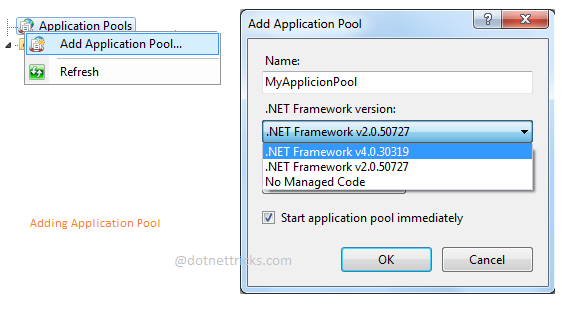 Application Pools
Add Application Pool...
Refresh
Adding Application Pool
Add Application Pool
?
Name:
MyApplicionPool
.NET Framework version:
.NET Framework v2.0.50727
.NET Framework v4.0.30319
.NET Framework v2.0.50727
No Managed Code
Start application pool immediately
OK
Cancel
@dotnettricks.com